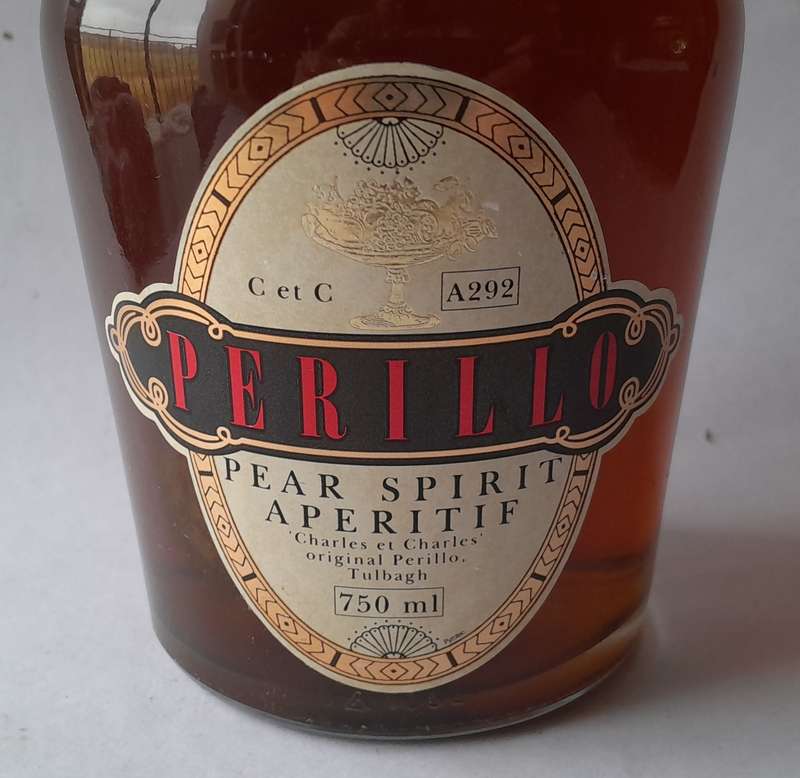 C et C A292
PERILLO
PEAR SPIRIT
APERITIF
'Charles et Charles'
original Perillo.
Tulbagh
750 ml